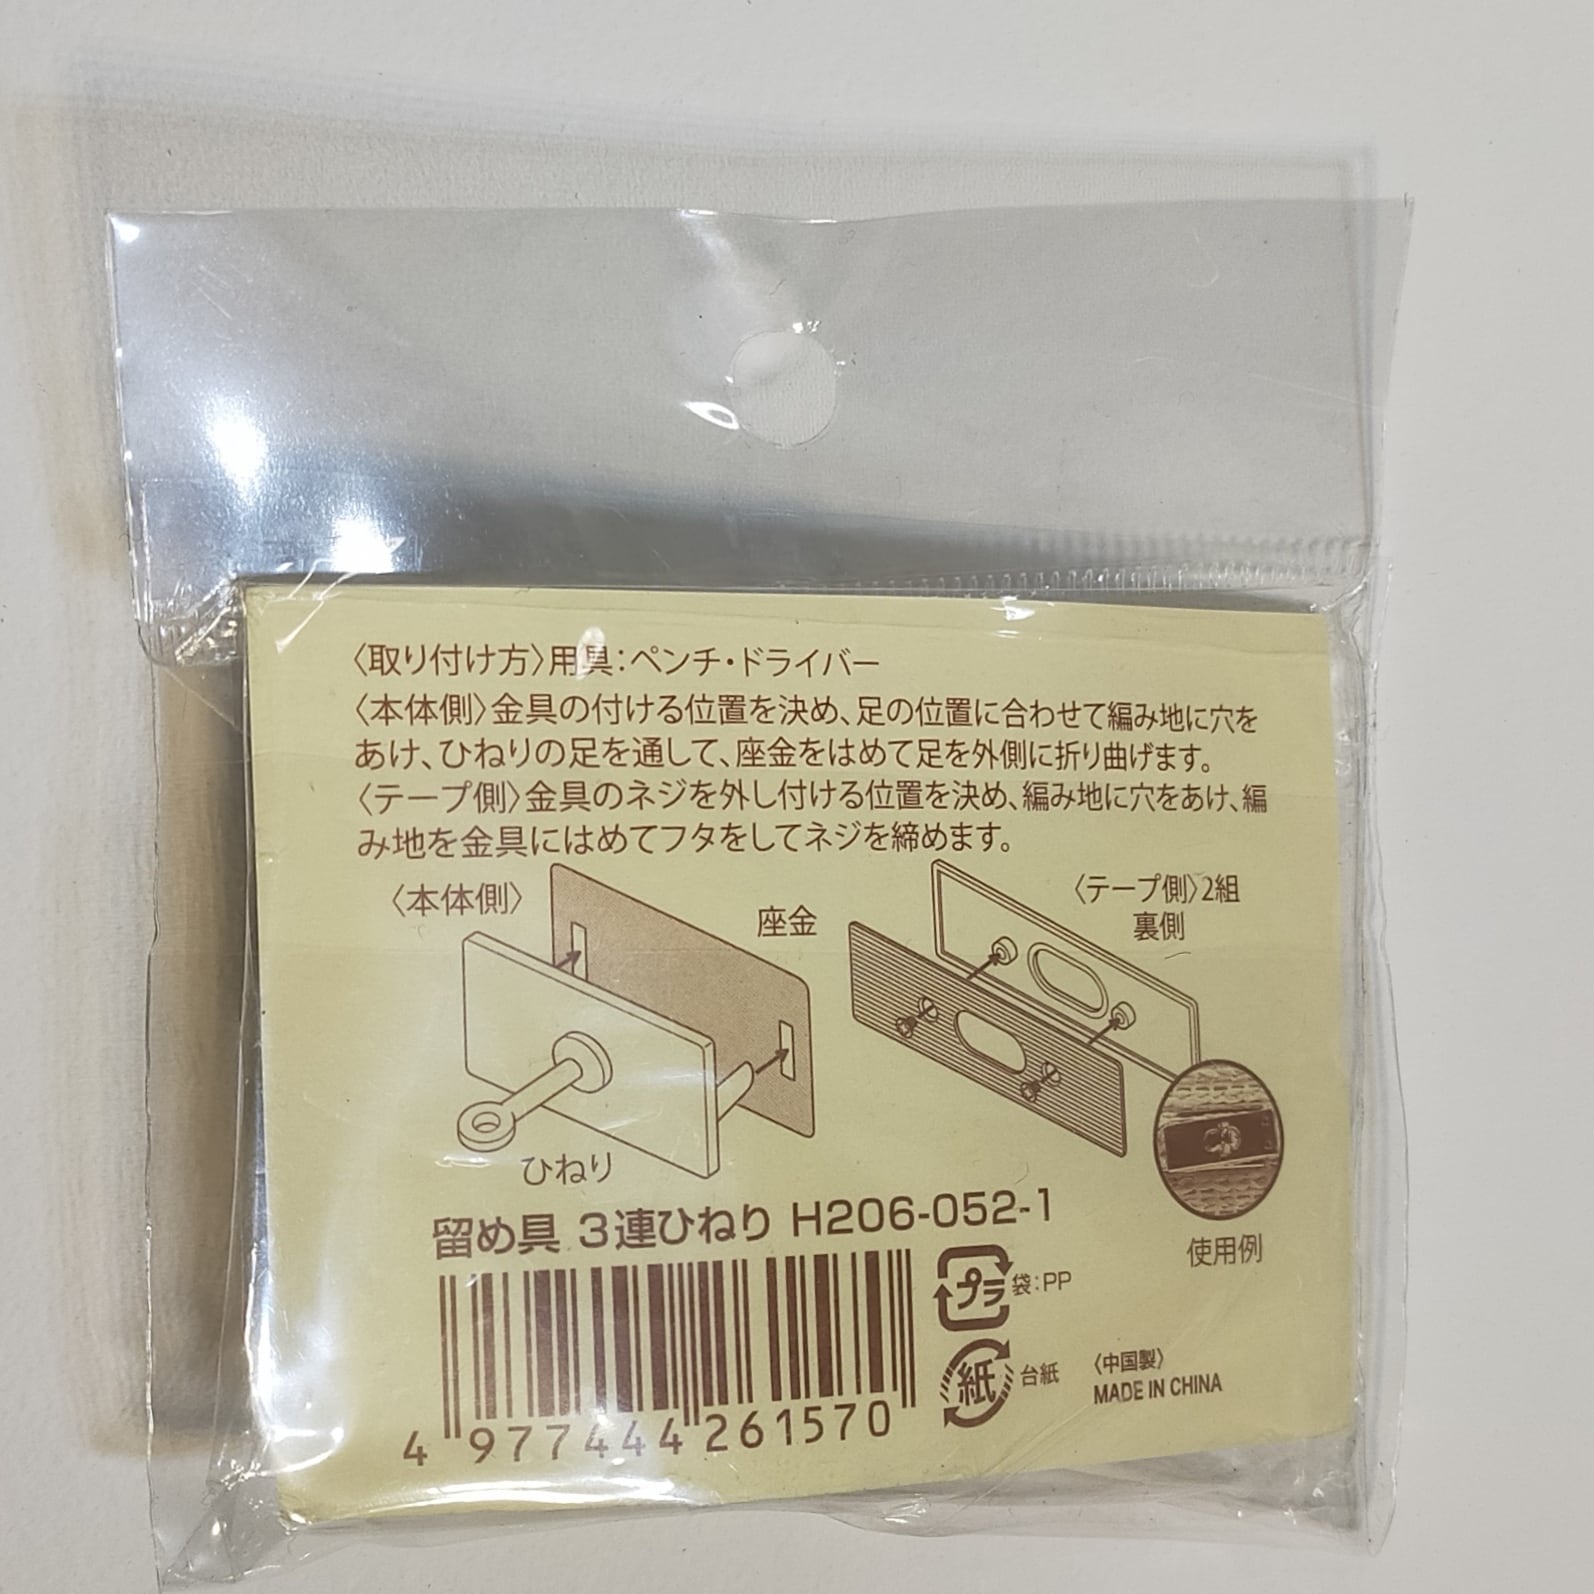 〈取り付け方〉用具：ペンチ・ドライバー
〈本体側〉金具の付ける位置を決め、足の位置に合わせて編み地に穴を
あけ、ひねりの足を通して、座金をはめて足を外側に折り曲げます。
〈テープ側〉金具のネジを外し付ける位置を決め、編み地に穴をあけ、編
み地を金具にはめてフタをしてネジを締めます。
〈本体側〉
座金
〈テープ側〉2組
裏側
ひねり
使用例
留め具 3連ひねり H206-052-1
プラ 袋：PP
紙 台紙
〈中国製〉
MADE IN CHINA
4 977444 261570